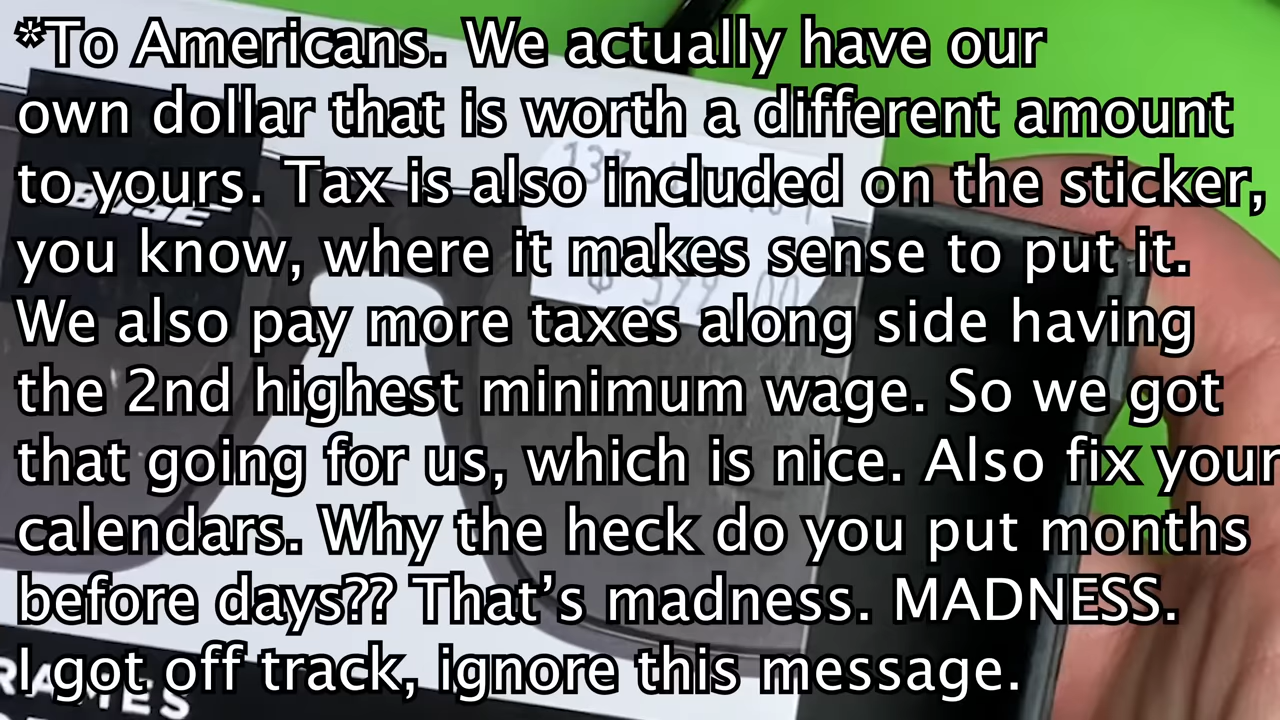 *To Americans. We actually have our
own dollar that is worth a different amount
to yours. Tax is also included on the sticker,
you know, where it makes sense to put it.
We also pay more taxes along side having
the 2nd highest minimum wage. So we got
that going for us, which is nice. Also fix your
calendars. Why the heck do you put months
before days?? That’s madness. MADNESS.
I got off track, ignore this message.
BOSE